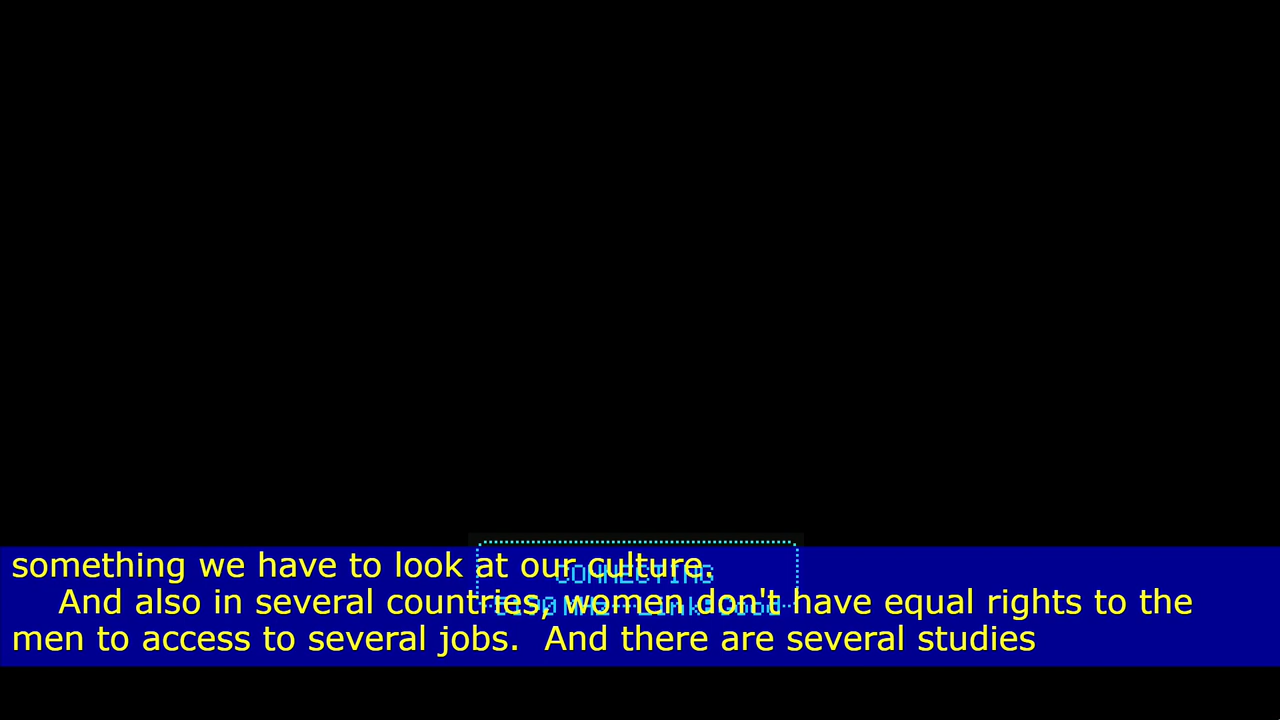 something we have to look at our culture.
CONNECTING
And also in several countries, women don't have equal rights to the
men to access to several jobs.  And there are several studies